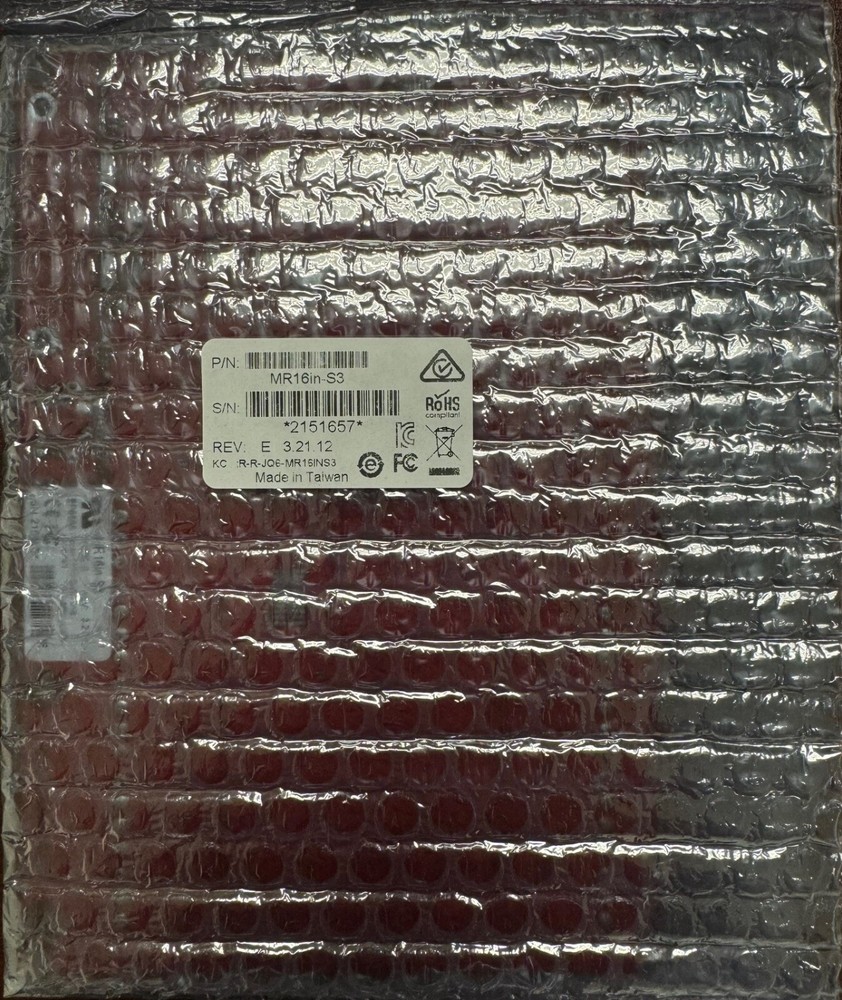 P/N:
MR16in-S3
S/N:
*2151657*
REV: E 3.21.12
KC :R-R-JQ6-MR16INS3
Made in Taiwan
RoHS
compliant
FC